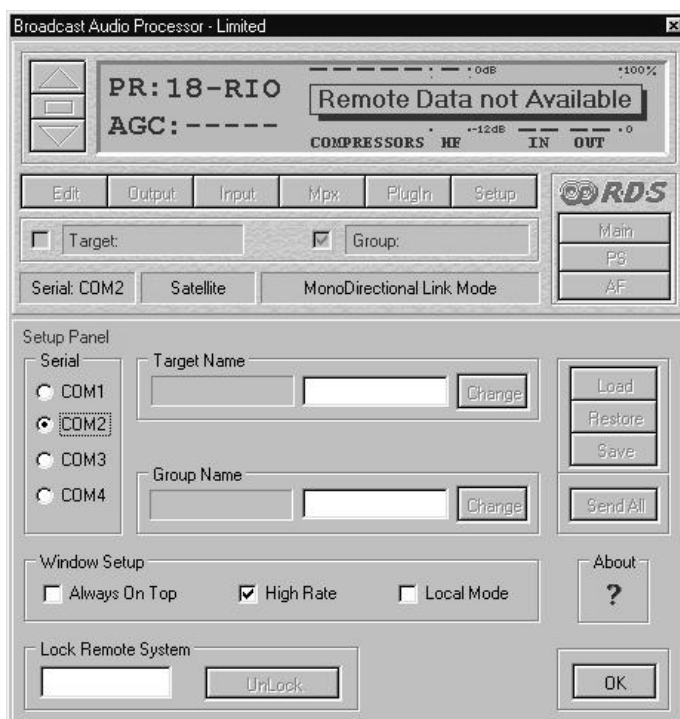 Broadcast Audio Processor - Limited
PR:18-RIO
AGC:-----
0dB
100%
Remote Data not Available
-12dB
0
COMPRESSORS HF IN OUT
Edit Output Input Mpx PlugIn Setup
R·D·S
Target: Group:
Main
PS
AF
Serial: COM2 Satellite MonoDirectional Link Mode
Setup Panel
Serial
COM1
COM2
COM3
COM4
Target Name
Change
Group Name
Change
Load
Restore
Save
Send All
Window Setup
Always On Top High Rate Local Mode
About
?
Lock Remote System
UnLock
OK